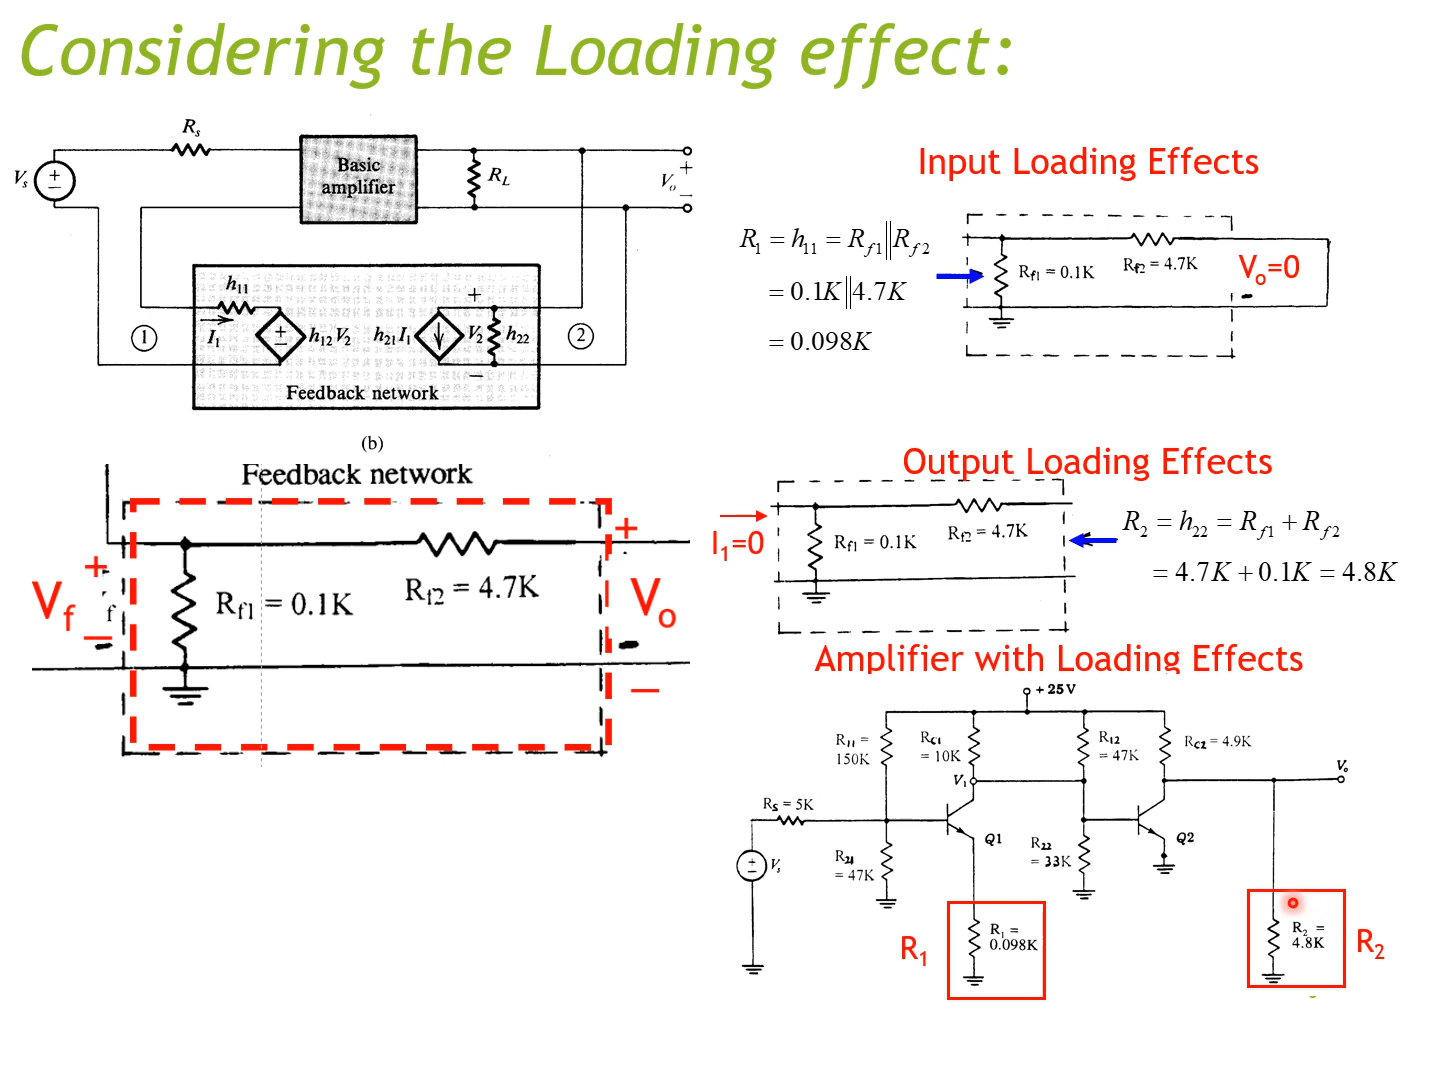 Considering the Loading effect:
Rs
Vs
+
−
Basic
amplifier
RL
+
Vo
−
h11
I1
+
−
h12 V2
h21 I1
+
V2
−
h22
1
2
Feedback network
(b)
Feedback network
+
Vf
−
f
Rf1 = 0.1K
Rf2 = 4.7K
+
Vo
−
Input Loading Effects
R1 = h11 = Rf1‖Rf2
= 0.1K‖4.7K
= 0.098K
Rf1 = 0.1K
Rf2 = 4.7K
Vo=0
Output Loading Effects
I1=0
Rf1 = 0.1K
Rf2 = 4.7K
R2 = h22 = Rf1 + Rf2
= 4.7K + 0.1K = 4.8K
Amplifier with Loading Effects
+ 25V
R11 =
150K
RC1
= 10K
R12
= 47K
RC2 = 4.9K
Vo
V1
RS = 5K
Q1
Q2
R21
= 47K
R22
= 33K
+
−
Vs
R1
R1 =
0.098K
R2 =
4.8K
R2